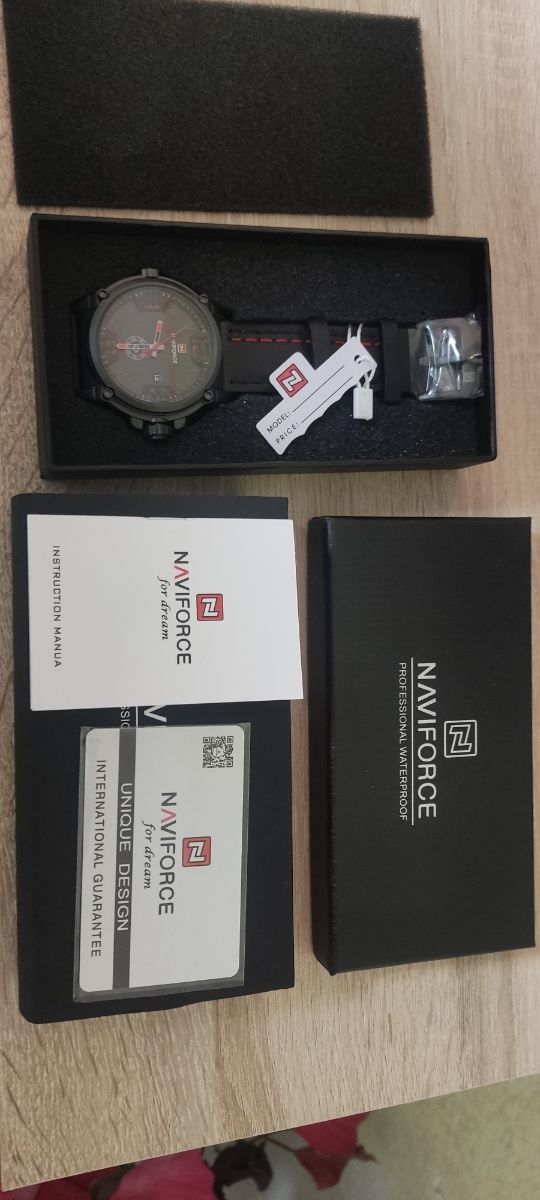 NAVIFORCE
MODEL:
PRICE:
NAVIFORCE
for dream
INSTRUCTION MANUA
NAVIFORCE
PROFESSIONAL WATERPROOF
NAVIFORCE
for dream
UNIQUE DESIGN
INTERNATIONAL GUARANTEE